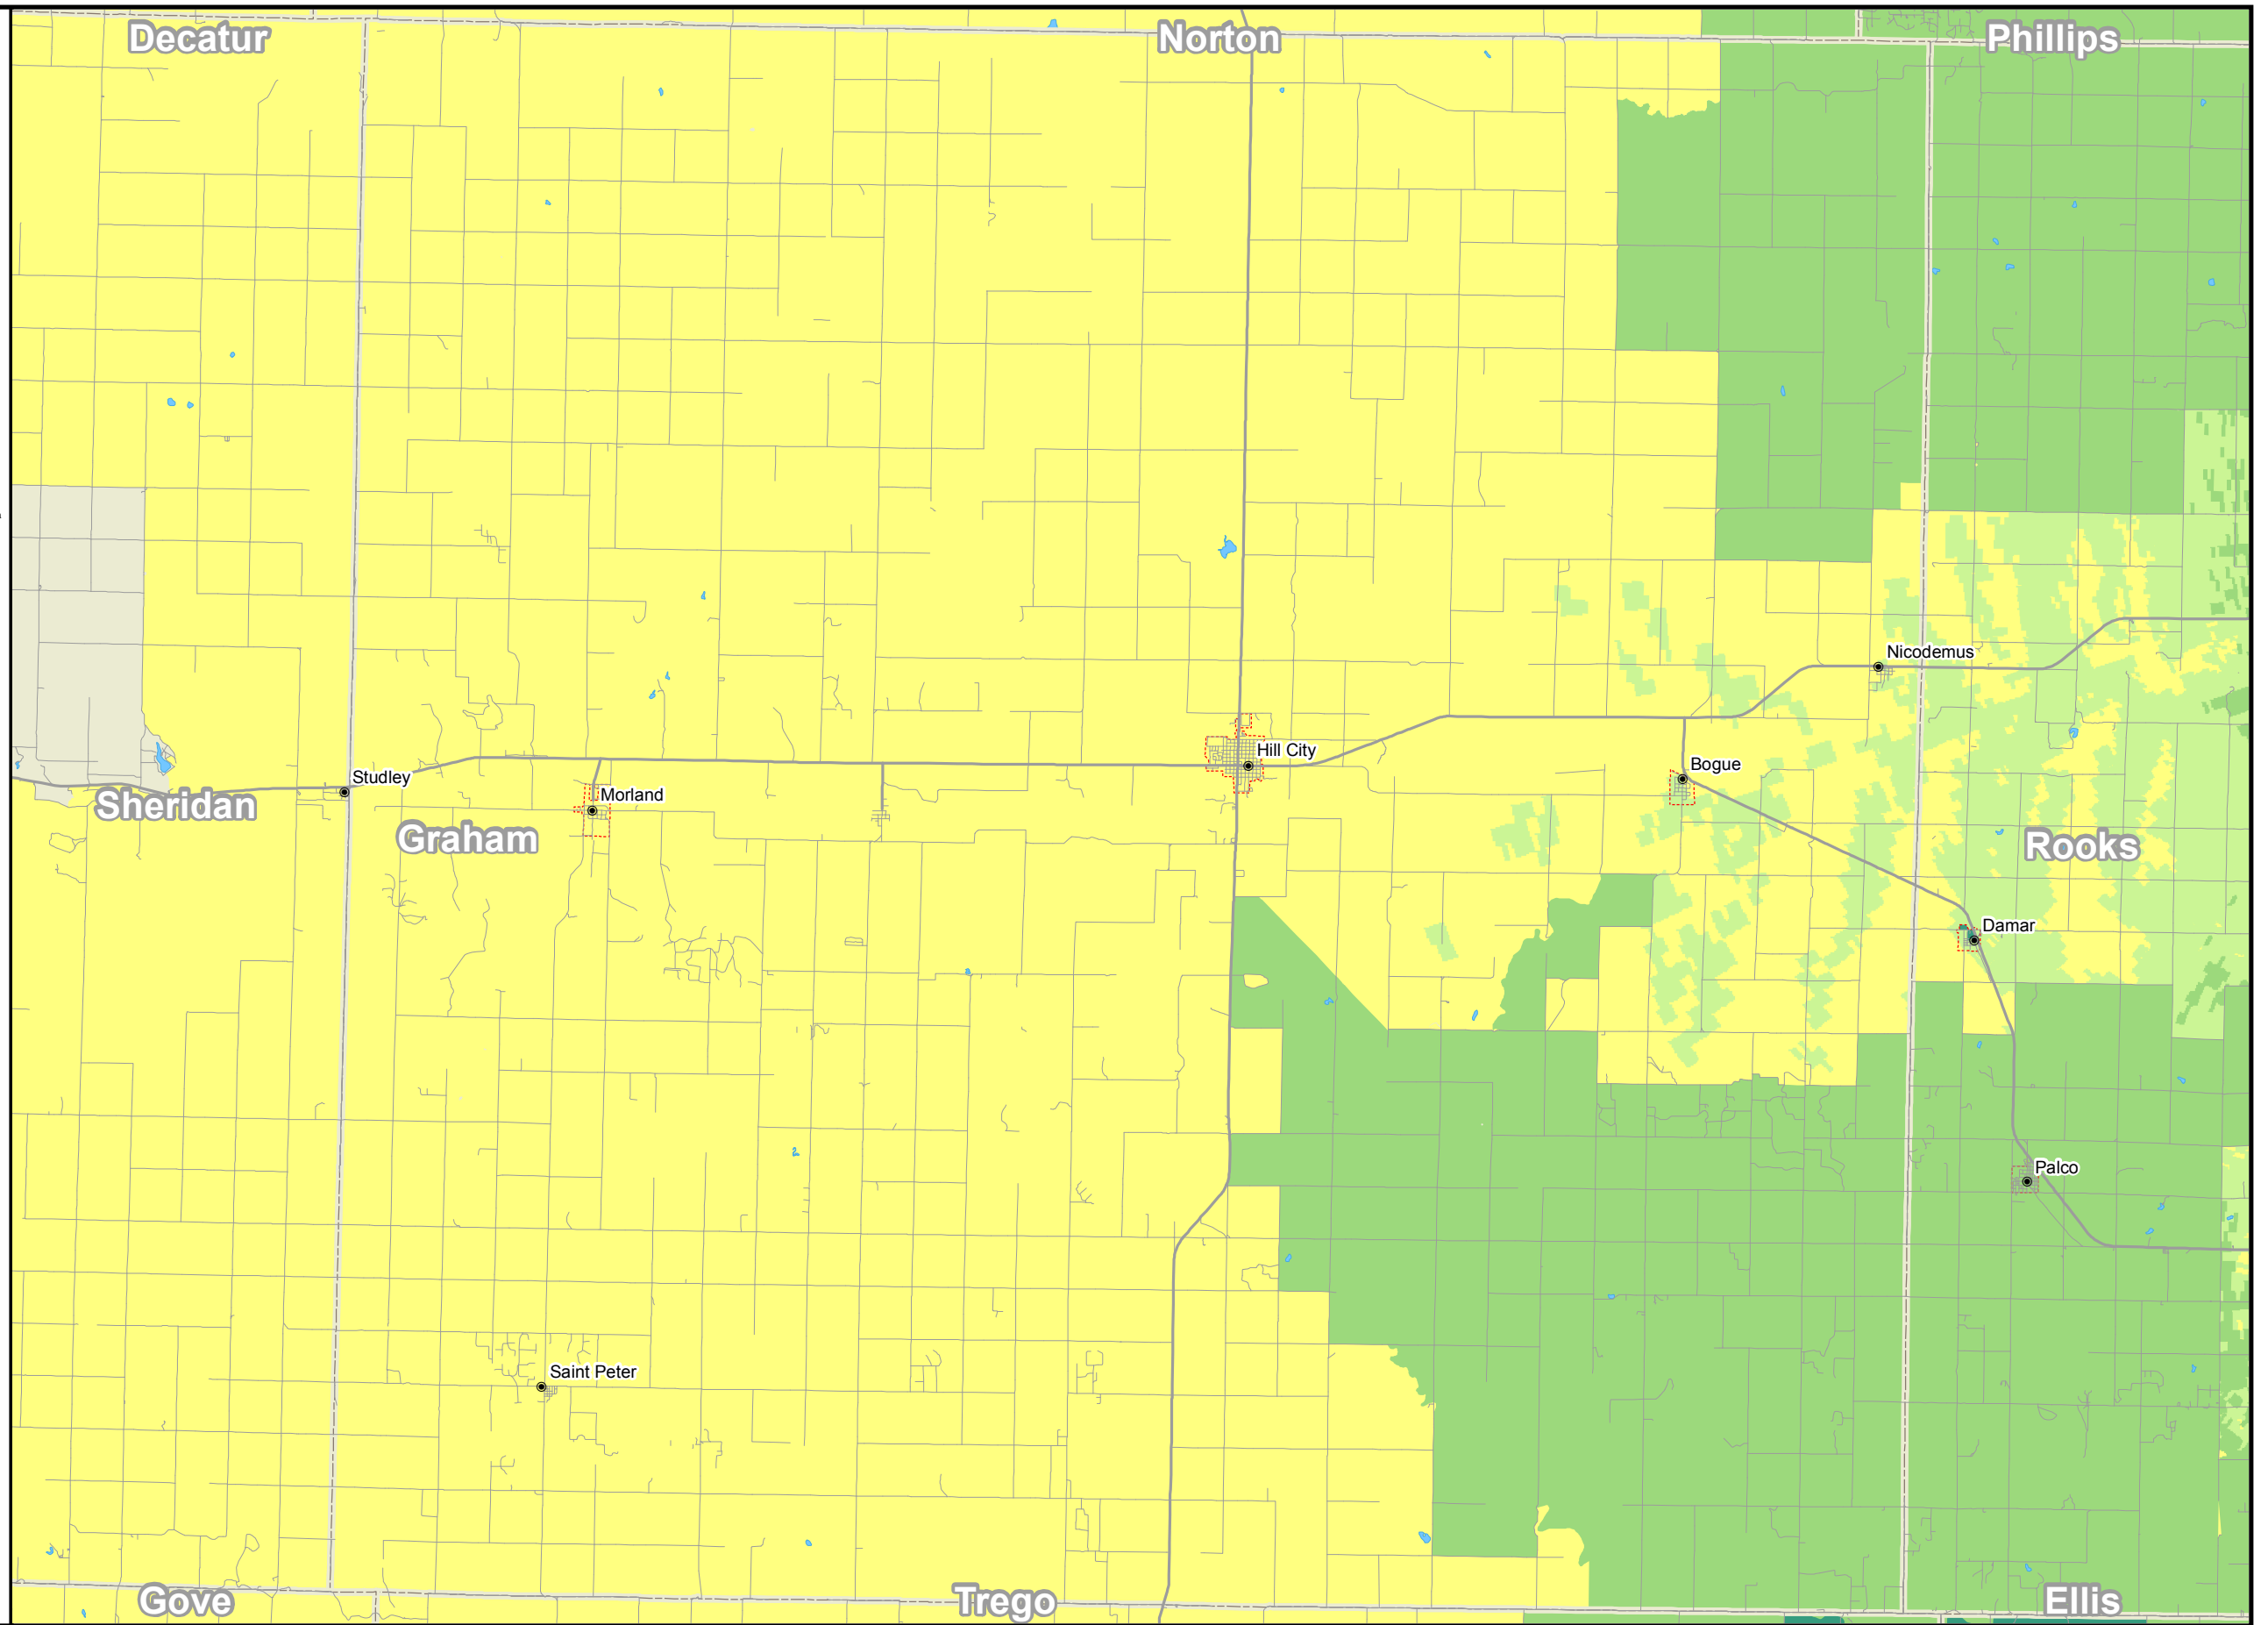 Decatur
Norton
Phillips
Nicodemus
Hill City
Bogue
Studley
Morland
Sheridan
Graham
Rooks
Damar
Palco
Saint Peter
Gove
Trego
Ellis